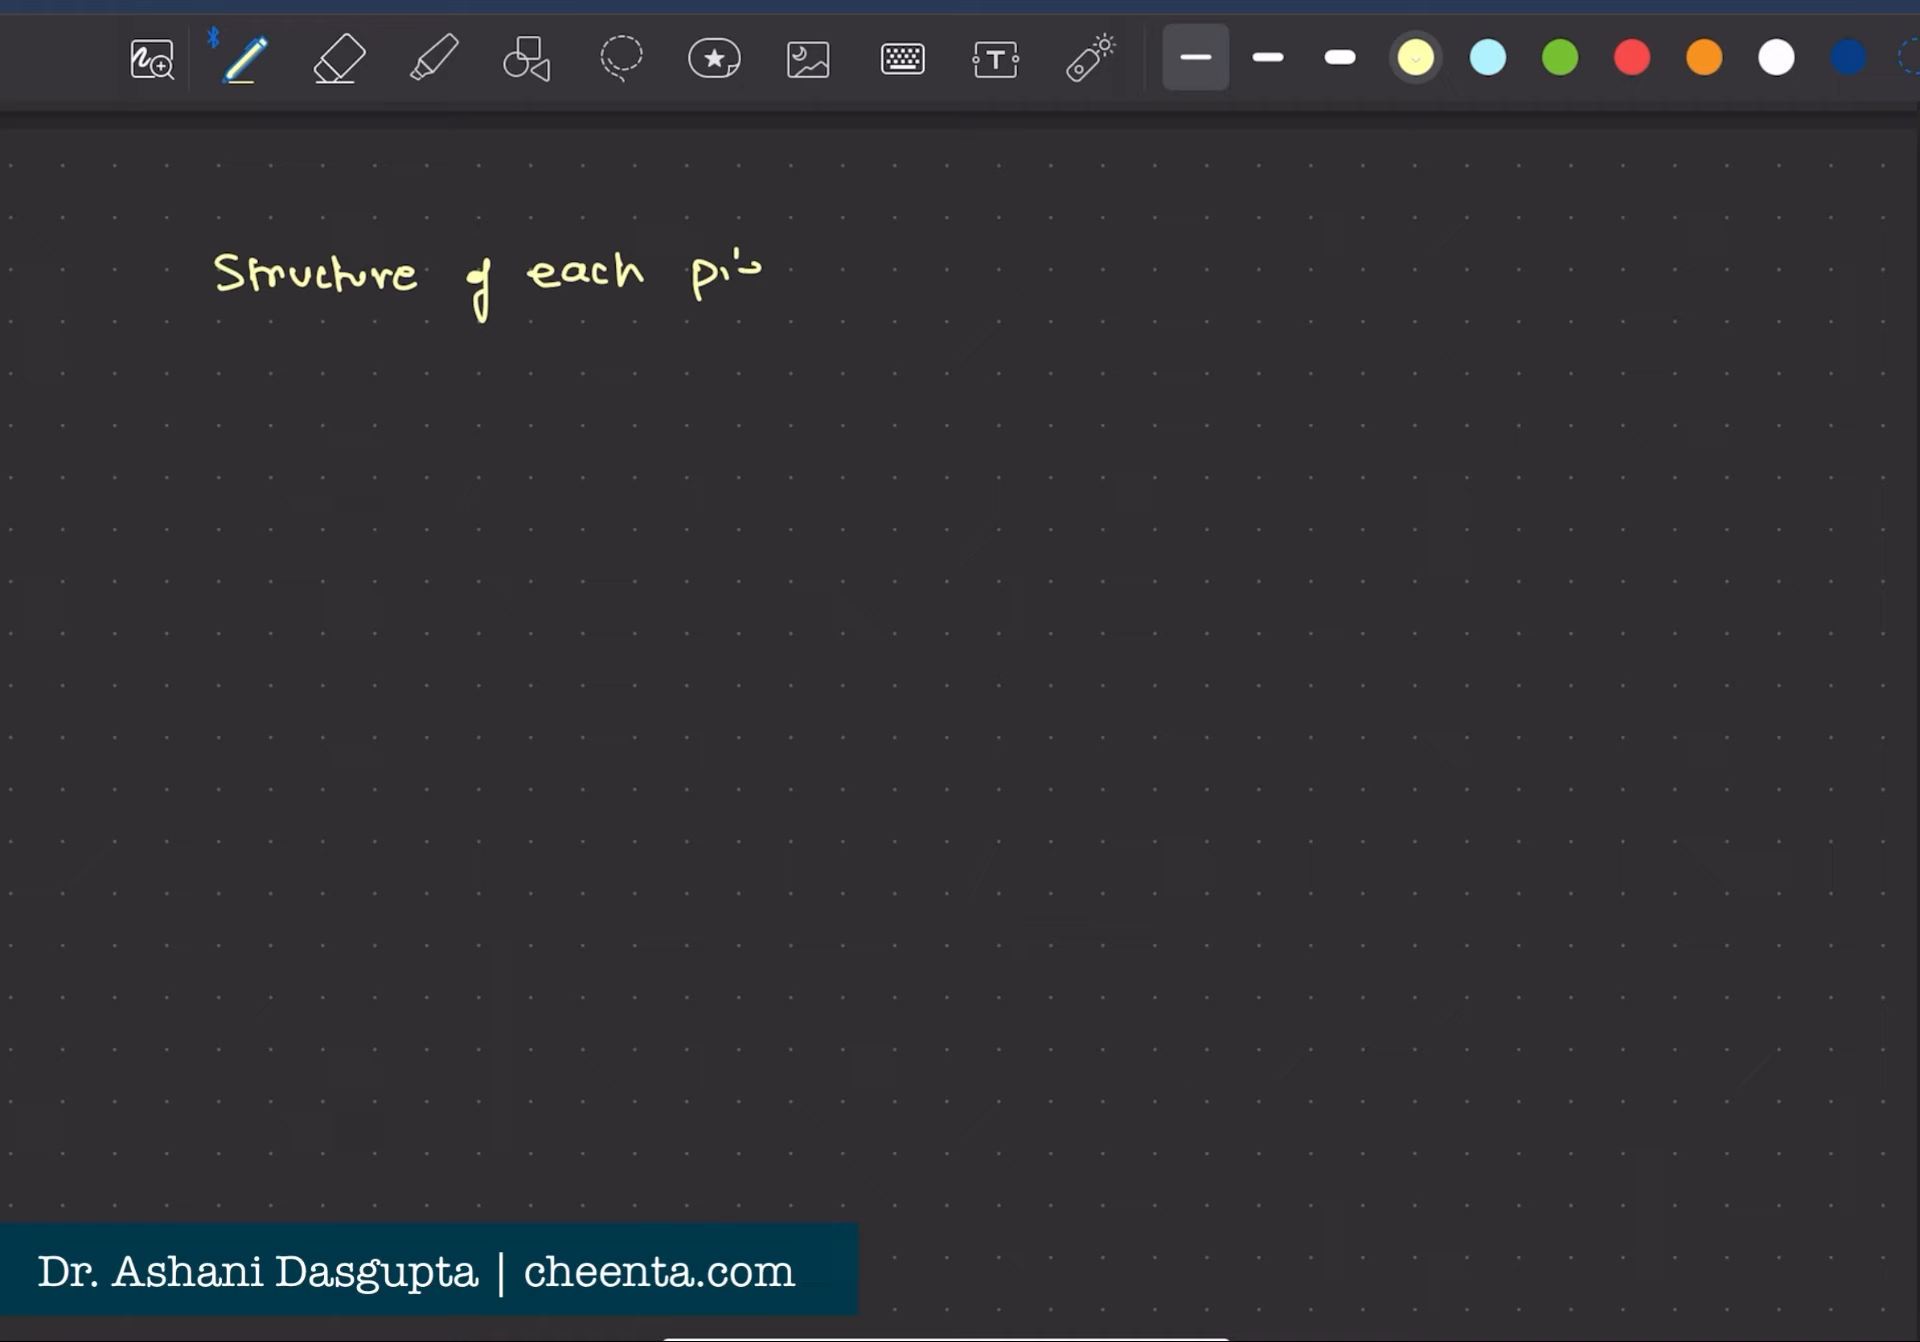 Structure of each pi
Dr. Ashani Dasgupta | cheenta.com